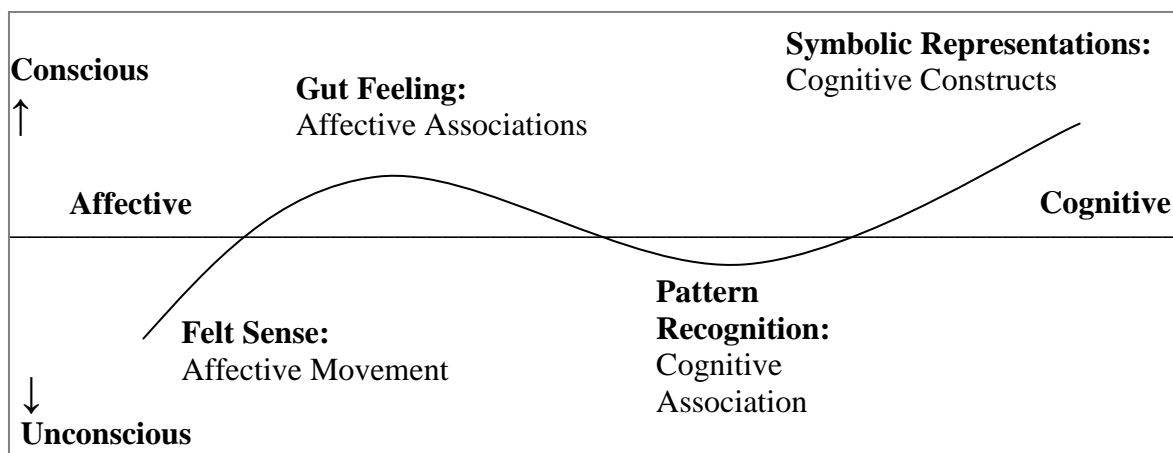 Symbolic Representations:
Cognitive Constructs
Conscious
↑
Gut Feeling:
Affective Associations
Affective
Cognitive
Felt Sense:
Affective Movement
Pattern
Recognition:
Cognitive
Association
↓
Unconscious